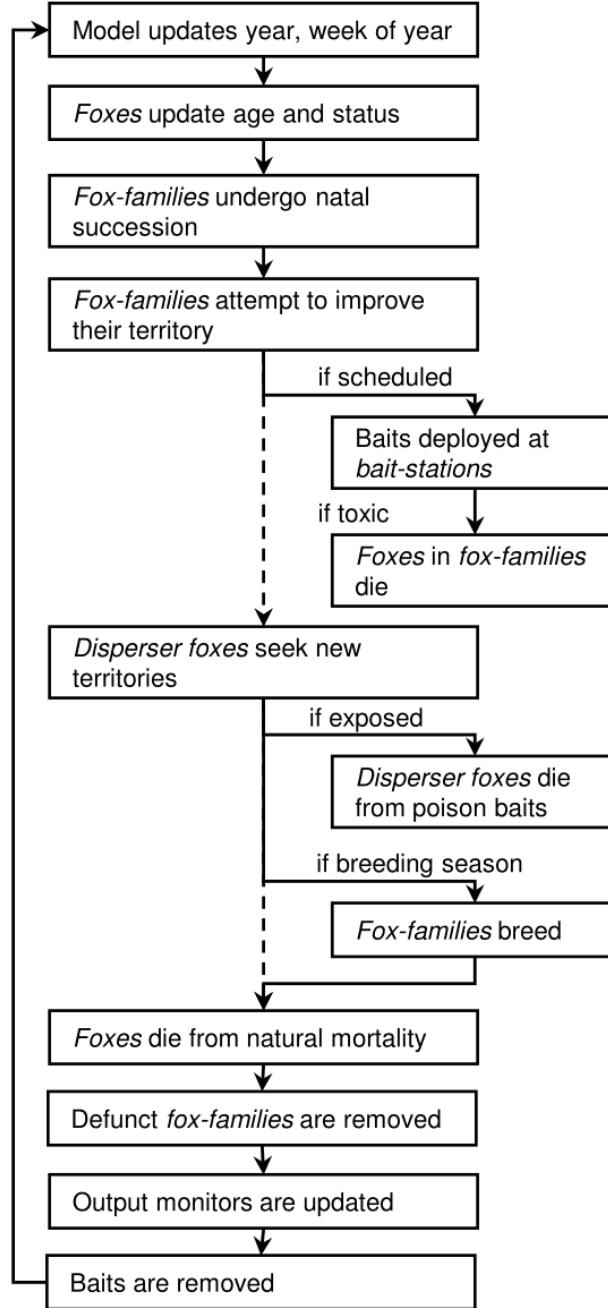 Model updates year, week of year
Foxes update age and status
Fox-families undergo natal
succession
Fox-families attempt to improve
their territory
if scheduled
Baits deployed at
bait-stations
if toxic
Foxes in fox-families
die
Disperser foxes seek new
territories
if exposed
Disperser foxes die
from poison baits
if breeding season
Fox-families breed
Foxes die from natural mortality
Defunct fox-families are removed
Output monitors are updated
Baits are removed